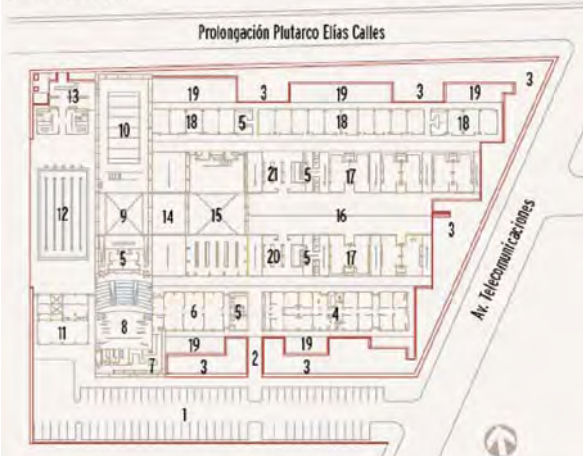 Prolongación Plutarco Elías Calles
3
19 3 19 3 19
13
10 18 5 18 18
21 5 17
12 9 14 15 16
3
Av. Telecomunicaciones
5 20 5 17
6 5 4
11 8
19 2 19
7 3 3
1